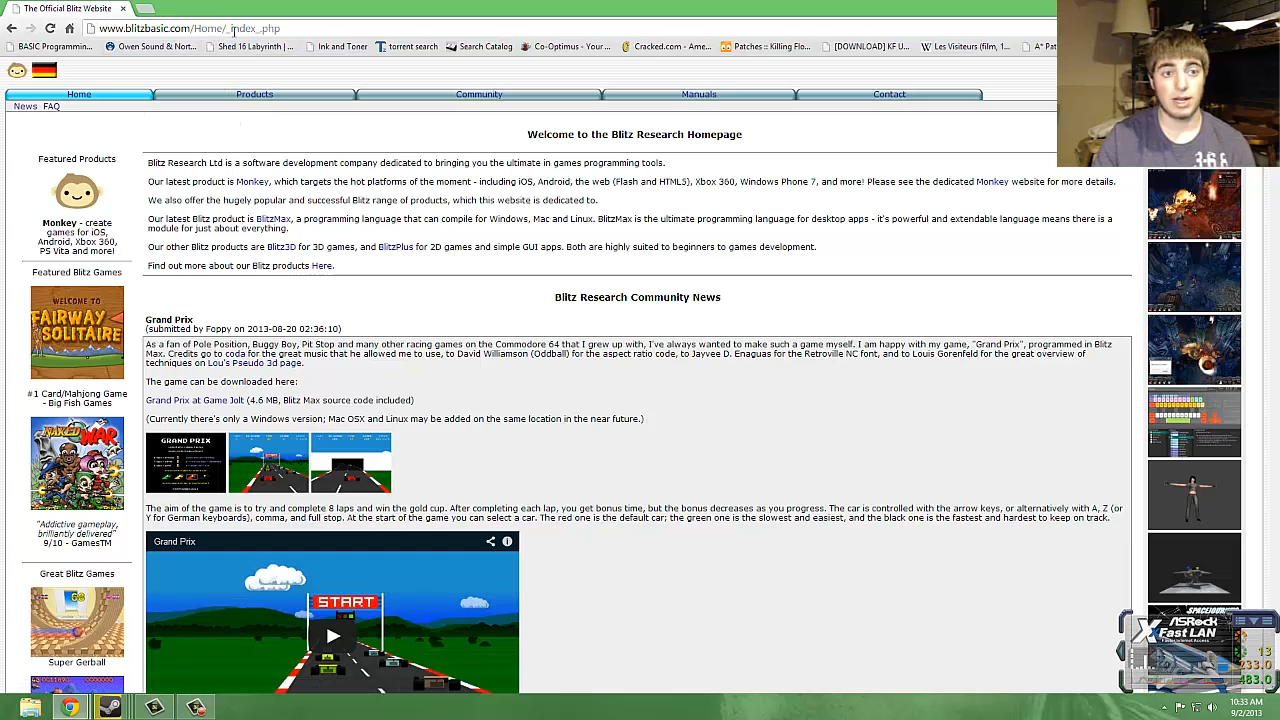 The Official Blitz Website
www.blitzbasic.com/Home/_index_.php
BASIC Programmin...
Owen Sound & Nort...
Shed 16 Labyrinth |...
Ink and Toner
torrent search
Search Catalog
Co-Optimus - Your ...
Cracked.com - Ame...
Patches :: Killing Flo...
[DOWNLOAD] KF U...
Les Visiteurs (film, 1...
Home
Products
Community
Manuals
Contact
News FAQ
Welcome to the Blitz Research Homepage
Featured Products
Monkey - create
games for iOS,
Android, Xbox 360,
PS Vita and more!
Featured Blitz Games
WELCOME TO
FAIRWAY
SOLITAIRE
#1 Card/Mahjong Game
- Big Fish Games
NAKED WAR
"Addictive gameplay,
brilliantly delivered"
9/10 - GamesTM
Great Blitz Games
Super Gerball
Blitz Research Ltd is a software development company dedicated to bringing you the ultimate in games programming tools.
Our latest product is Monkey, which targets multiple platforms including iOS, Android, Flash and HTML5, Xbox 360, Windows Phone 7, and more! Please see the new Monkey website for more details.
We also offer the hugely popular and successful Blitz range of products, which this website is dedicated to.
Our latest Blitz product is BlitzMax, a programming language that can compile for Windows, Mac and Linux. BlitzMax is the ultimate programming language for desktop apps - it's powerful and extendable language means there is a
module for just about everything.
Our other Blitz products are Blitz3D for 3D games, and BlitzPlus for 2D games and simple apps. Both are highly suited to beginners to games development.
Find out more about our Blitz products Here.
Blitz Research Community News
Grand Prix
(submitted by Foppy on 2013-08-20 02:36:10)
As a fan of Pole Position, Buggy Boy, Pit Stop and many other racing games on the Commodore 64 that I grew up with, I've always wanted to make such a game myself. I am happy with my game, "Grand Prix", programmed in Blitz
Max. Credits go to coda for the great music that he allowed me to use, to David Williamson (Oddball) for the aspect ratio code, to Jayvee D. Enaguas for the Retroville NC font, and to Louis Gorenfeld for the great overview of
techniques on Lou's Pseudo 3d Page.
The game can be downloaded here:
Grand Prix at Game Jolt (4.6 MB, Blitz Max source code included)
(Currently there's only a Windows build; Mac and Linux builds may be added in the future)
GRAND PRIX
The aim of the game is to try and complete 8 laps and win the gold cup. After completing each lap, you get bonus time, but the bonus decreases as you progress. The car is controlled with the arrow keys, or alternatively with A, Z (or
Y for German keyboards), comma, and full stop. At the start of the game you can select a car. The red one is the default car; the green one is the slowest and easiest, and the black one is the fastest and hardest to keep on track.
Grand Prix
START
ASRock
XFast LAN
Faster Internet Access
13
233.0
483.0
10:33 AM
9/2/2013